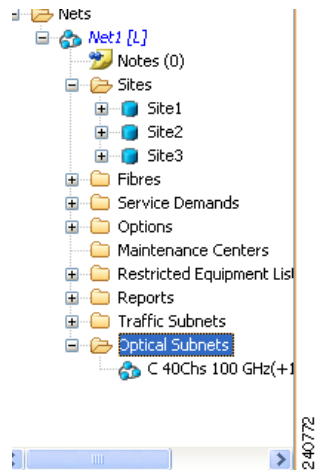 Nets
Net1 [L]
Notes (0)
Sites
Site1
Site2
Site3
Fibres
Service Demands
Options
Maintenance Centers
Restricted Equipment Lis
Reports
Traffic Subnets
Optical Subnets
C 40Chs 100 GHz(+1
240772